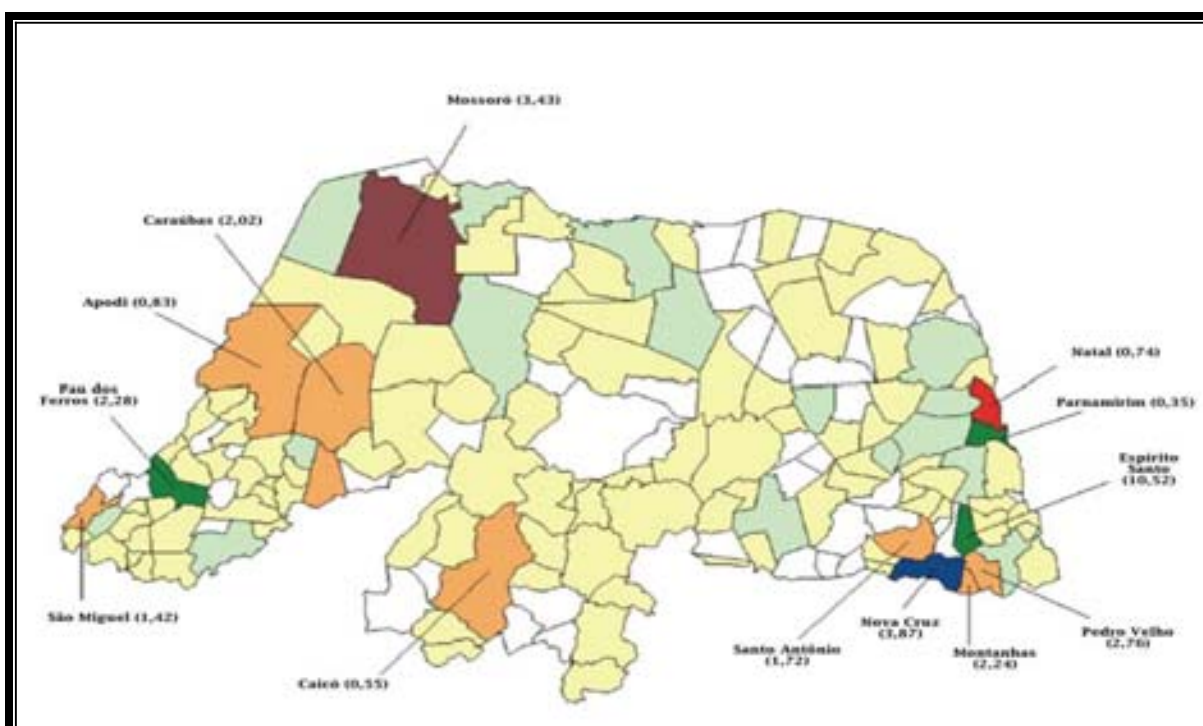 Mossoró (3,43)
Caraúbas (2,02)
Apodi (0,83)
Pau dos
Ferros (2,28)
São Miguel (1,42)
Caicó (0,55)
Natal (0,74)
Parnamirim (0,35)
Espírito
Santo
(10,52)
Santo Antônio
(1,72)
Nova Cruz
(3,87)
Montanhas
(2,24)
Pedro Velho
(2,76)